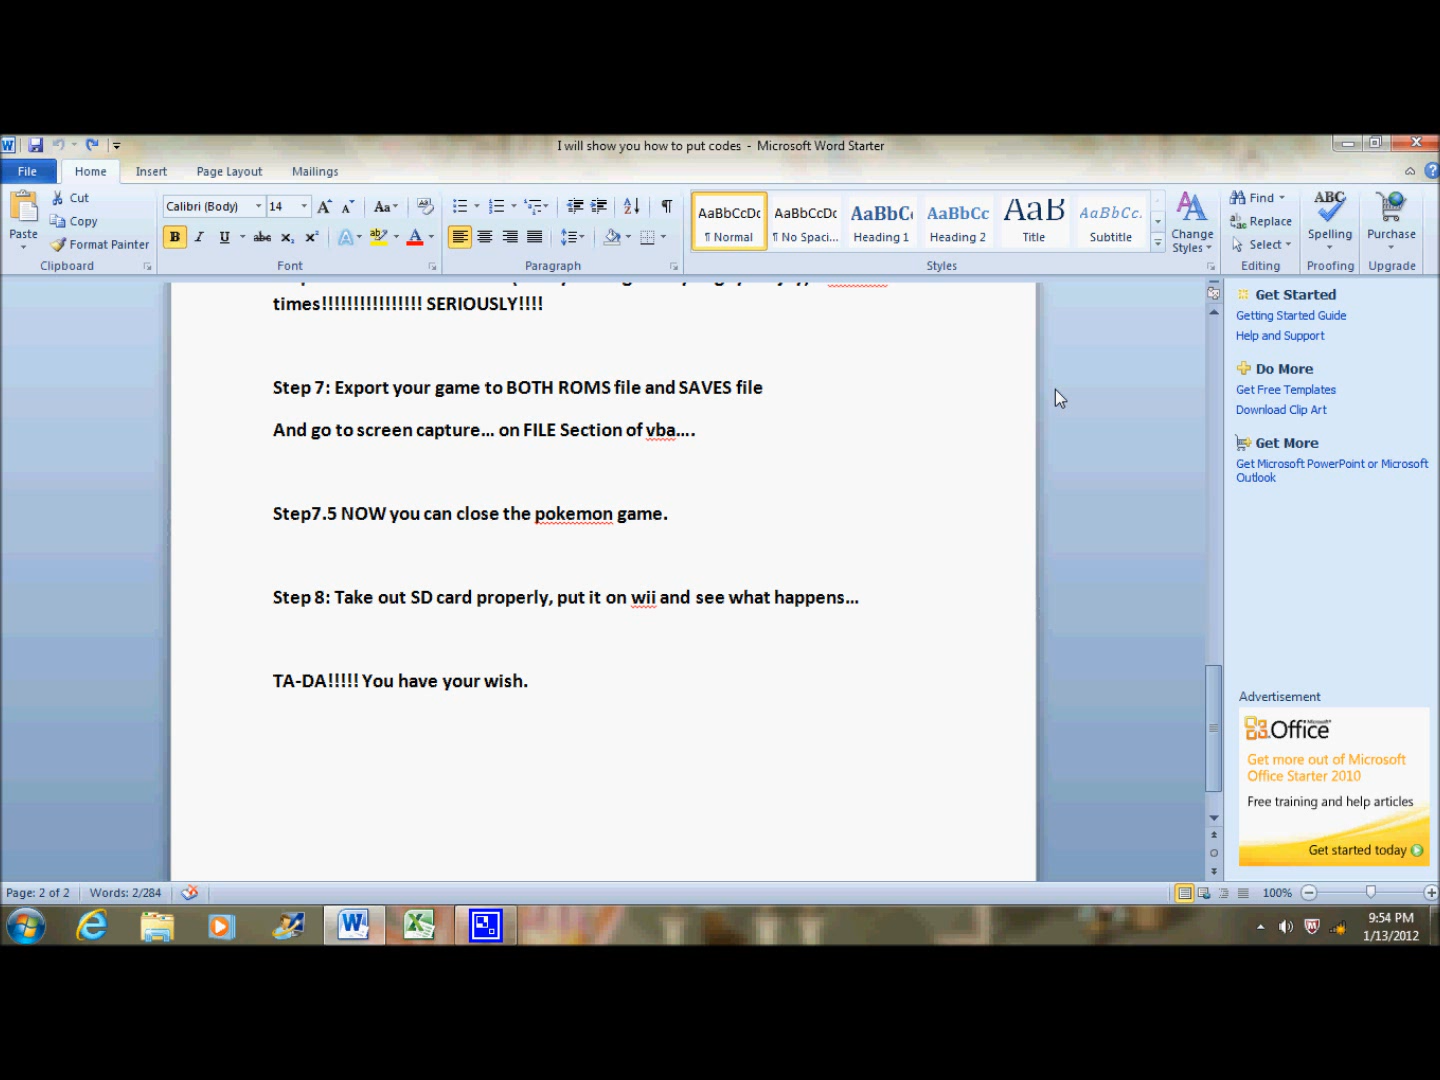 I will show you how to put codes - Microsoft Word Starter
File Home Insert Page Layout Mailings
Paste
Cut
Copy
Format Painter
Clipboard
Calibri (Body) 14
Font
Paragraph
AaBbCcDc AaBbCcDc AaBbC AaBbCc AaB AaBbCc.
¶ Normal ¶ No Spaci... Heading 1 Heading 2 Title Subtitle
Styles
Change
Styles
Find
Replace
Select
Editing
ABC
Spelling
Proofing
Purchase
Upgrade
times!!!!!!!!!!!!!!!! SERIOUSLY!!!!
Step 7: Export your game to BOTH ROMS file and SAVES file
And go to screen capture... on FILE Section of vba....
Step7.5 NOW you can close the pokemon game.
Step 8: Take out SD card properly, put it on wii and see what happens...
TA-DA!!!!! You have your wish.
Get Started
Getting Started Guide
Help and Support
Do More
Get Free Templates
Download Clip Art
Get More
Get Microsoft PowerPoint or Microsoft
Outlook
Advertisement
Microsoft
Office
Get more out of Microsoft
Office Starter 2010
Free training and help articles
Get started today
Page: 2 of 2 Words: 2/284 100%
9:54 PM
1/13/2012